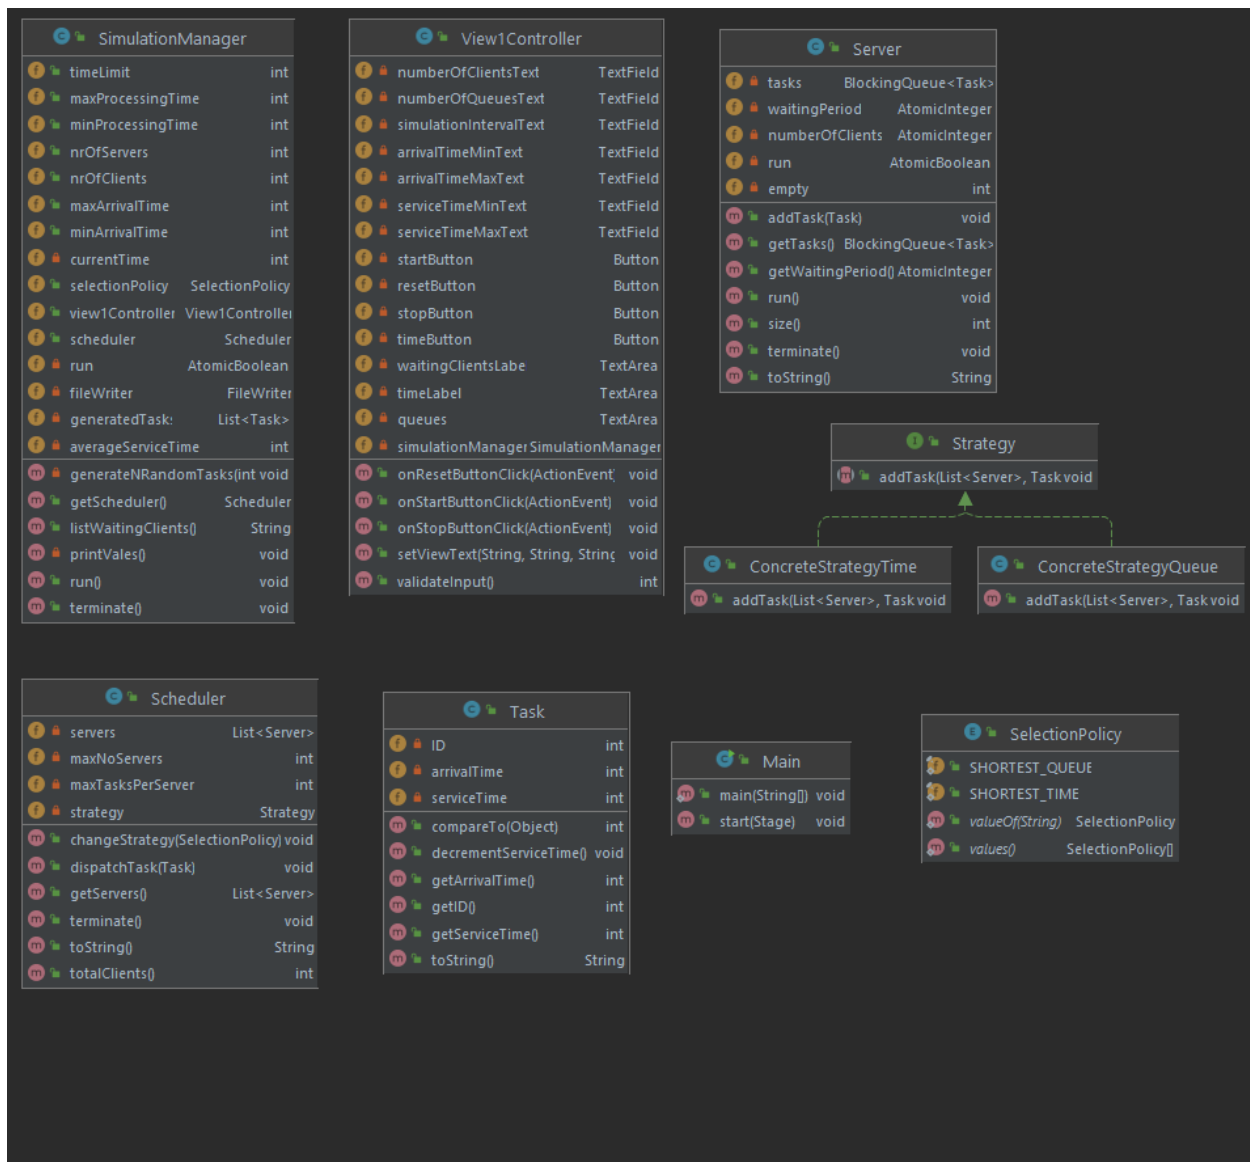 SimulationManager
timeLimit int
maxProcessingTime int
minProcessingTime int
nrOfServers int
nrOfClients int
maxArrivalTime int
minArrivalTime int
currentTime int
selectionPolicy SelectionPolicy
view1Controller View1Controller
scheduler Scheduler
run AtomicBoolean
fileWriter FileWriter
generatedTask: List<Task>
averageServiceTime int
generateNRandomTasks(int void
getScheduler() Scheduler
listWaitingClients() String
printVales() void
run() void
terminate() void
View1Controller
numberOfClientsText TextField
numberOfQueuesText TextField
simulationIntervalText TextField
arrivalTimeMinText TextField
arrivalTimeMaxText TextField
serviceTimeMinText TextField
serviceTimeMaxText TextField
startButton Button
resetButton Button
stopButton Button
timeButton Button
waitingClientsLabe TextArea
timeLabel TextArea
queues TextArea
simulationManager SimulationManager
onResetButtonClick(ActionEvent) void
onStartButtonClick(ActionEvent) void
onStopButtonClick(ActionEvent) void
setViewText(String, String, String void
validateInput() int
Server
tasks BlockingQueue<Task>
waitingPeriod AtomicInteger
numberOfClients AtomicInteger
run AtomicBoolean
empty int
addTask(Task) void
getTasks() BlockingQueue<Task>
getWaitingPeriod() AtomicInteger
run() void
size() int
terminate() void
toString() String
Strategy
addTask(List<Server>, Task void
ConcreteStrategyTime
addTask(List<Server>, Task void
ConcreteStrategyQueue
addTask(List<Server>, Task void
Scheduler
servers List<Server>
maxNoServers int
maxTasksPerServer int
strategy Strategy
changeStrategy(SelectionPolicy) void
dispatchTask(Task) void
getServers() List<Server>
terminate() void
toString() String
totalClients() int
Task
ID int
arrivalTime int
serviceTime int
compareTo(Object) int
decrementServiceTime() void
getArrivalTime() int
getID() int
getServiceTime() int
toString() String
Main
main(String[]) void
start(Stage) void
SelectionPolicy
SHORTEST_QUEUE
SHORTEST_TIME
valueOf(String) SelectionPolicy
values() SelectionPolicy[]